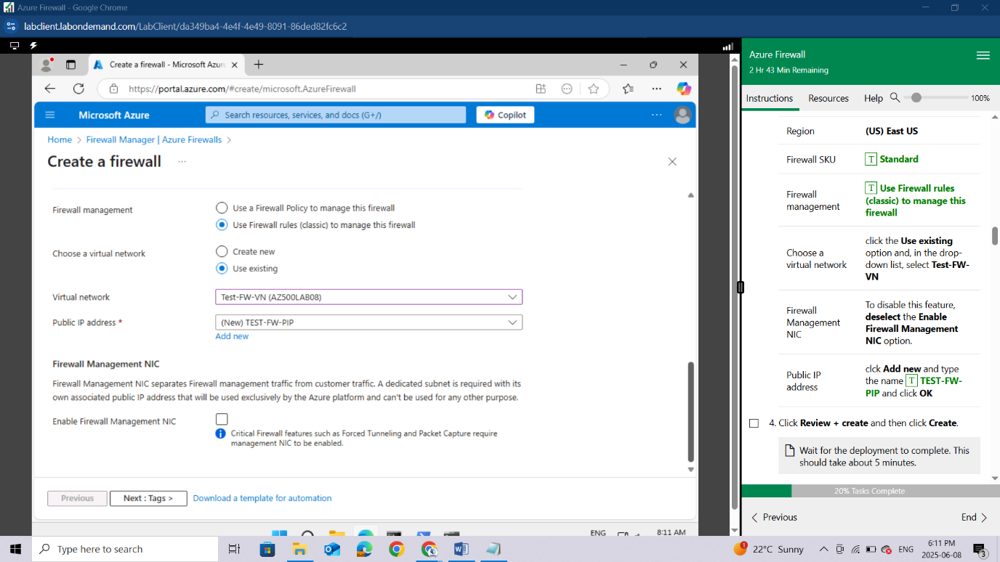 Azure Firewall - Google Chrome
labclient.labondemand.com/LabClient/da349ba4-4e4f-4e49-8091-86ded82fc6c2
Create a firewall - Microsoft Azure
https://portal.azure.com/#create/microsoft.AzureFirewall
Microsoft Azure
Search resources, services, and docs (G+/)
Copilot
Home > Firewall Manager | Azure Firewalls >
Create a firewall
Firewall management
Use a Firewall Policy to manage this firewall
Use Firewall rules (classic) to manage this firewall
Choose a virtual network
Create new
Use existing
Virtual network
Test-FW-VN (AZ500LAB08)
Public IP address *
(New) TEST-FW-PIP
Add new
Firewall Management NIC
Firewall Management NIC separates Firewall management traffic from customer traffic. A dedicated subnet is required with its
own associated public IP address that will be used exclusively by the Azure platform and can't be used for any other purpose.
Enable Firewall Management NIC
Critical Firewall features such as Forced Tunneling and Packet Capture require
management NIC to be enabled.
Previous
Next : Tags >
Download a template for automation
ENG
8:11 AM
Azure Firewall
2 Hr 43 Min Remaining
Instructions
Resources
Help
100%
Region
(US) East US
Firewall SKU
T Standard
Firewall
management
T Use Firewall rules
(classic) to manage this
firewall
Choose a
virtual network
click the Use existing
option and, in the drop-
down list, select Test-FW-
VN
Firewall
Management
NIC
To disable this feature,
deselect the Enable
Firewall Management
NIC option.
Public IP
address
clck Add new and type
the name T TEST-FW-
PIP and click OK
4. Click Review + create and then click Create.
Wait for the deployment to complete. This
should take about 5 minutes.
20% Tasks Complete
< Previous
End >
Type here to search
1
22°C Sunny
ENG
6:11 PM
2025-06-08
3